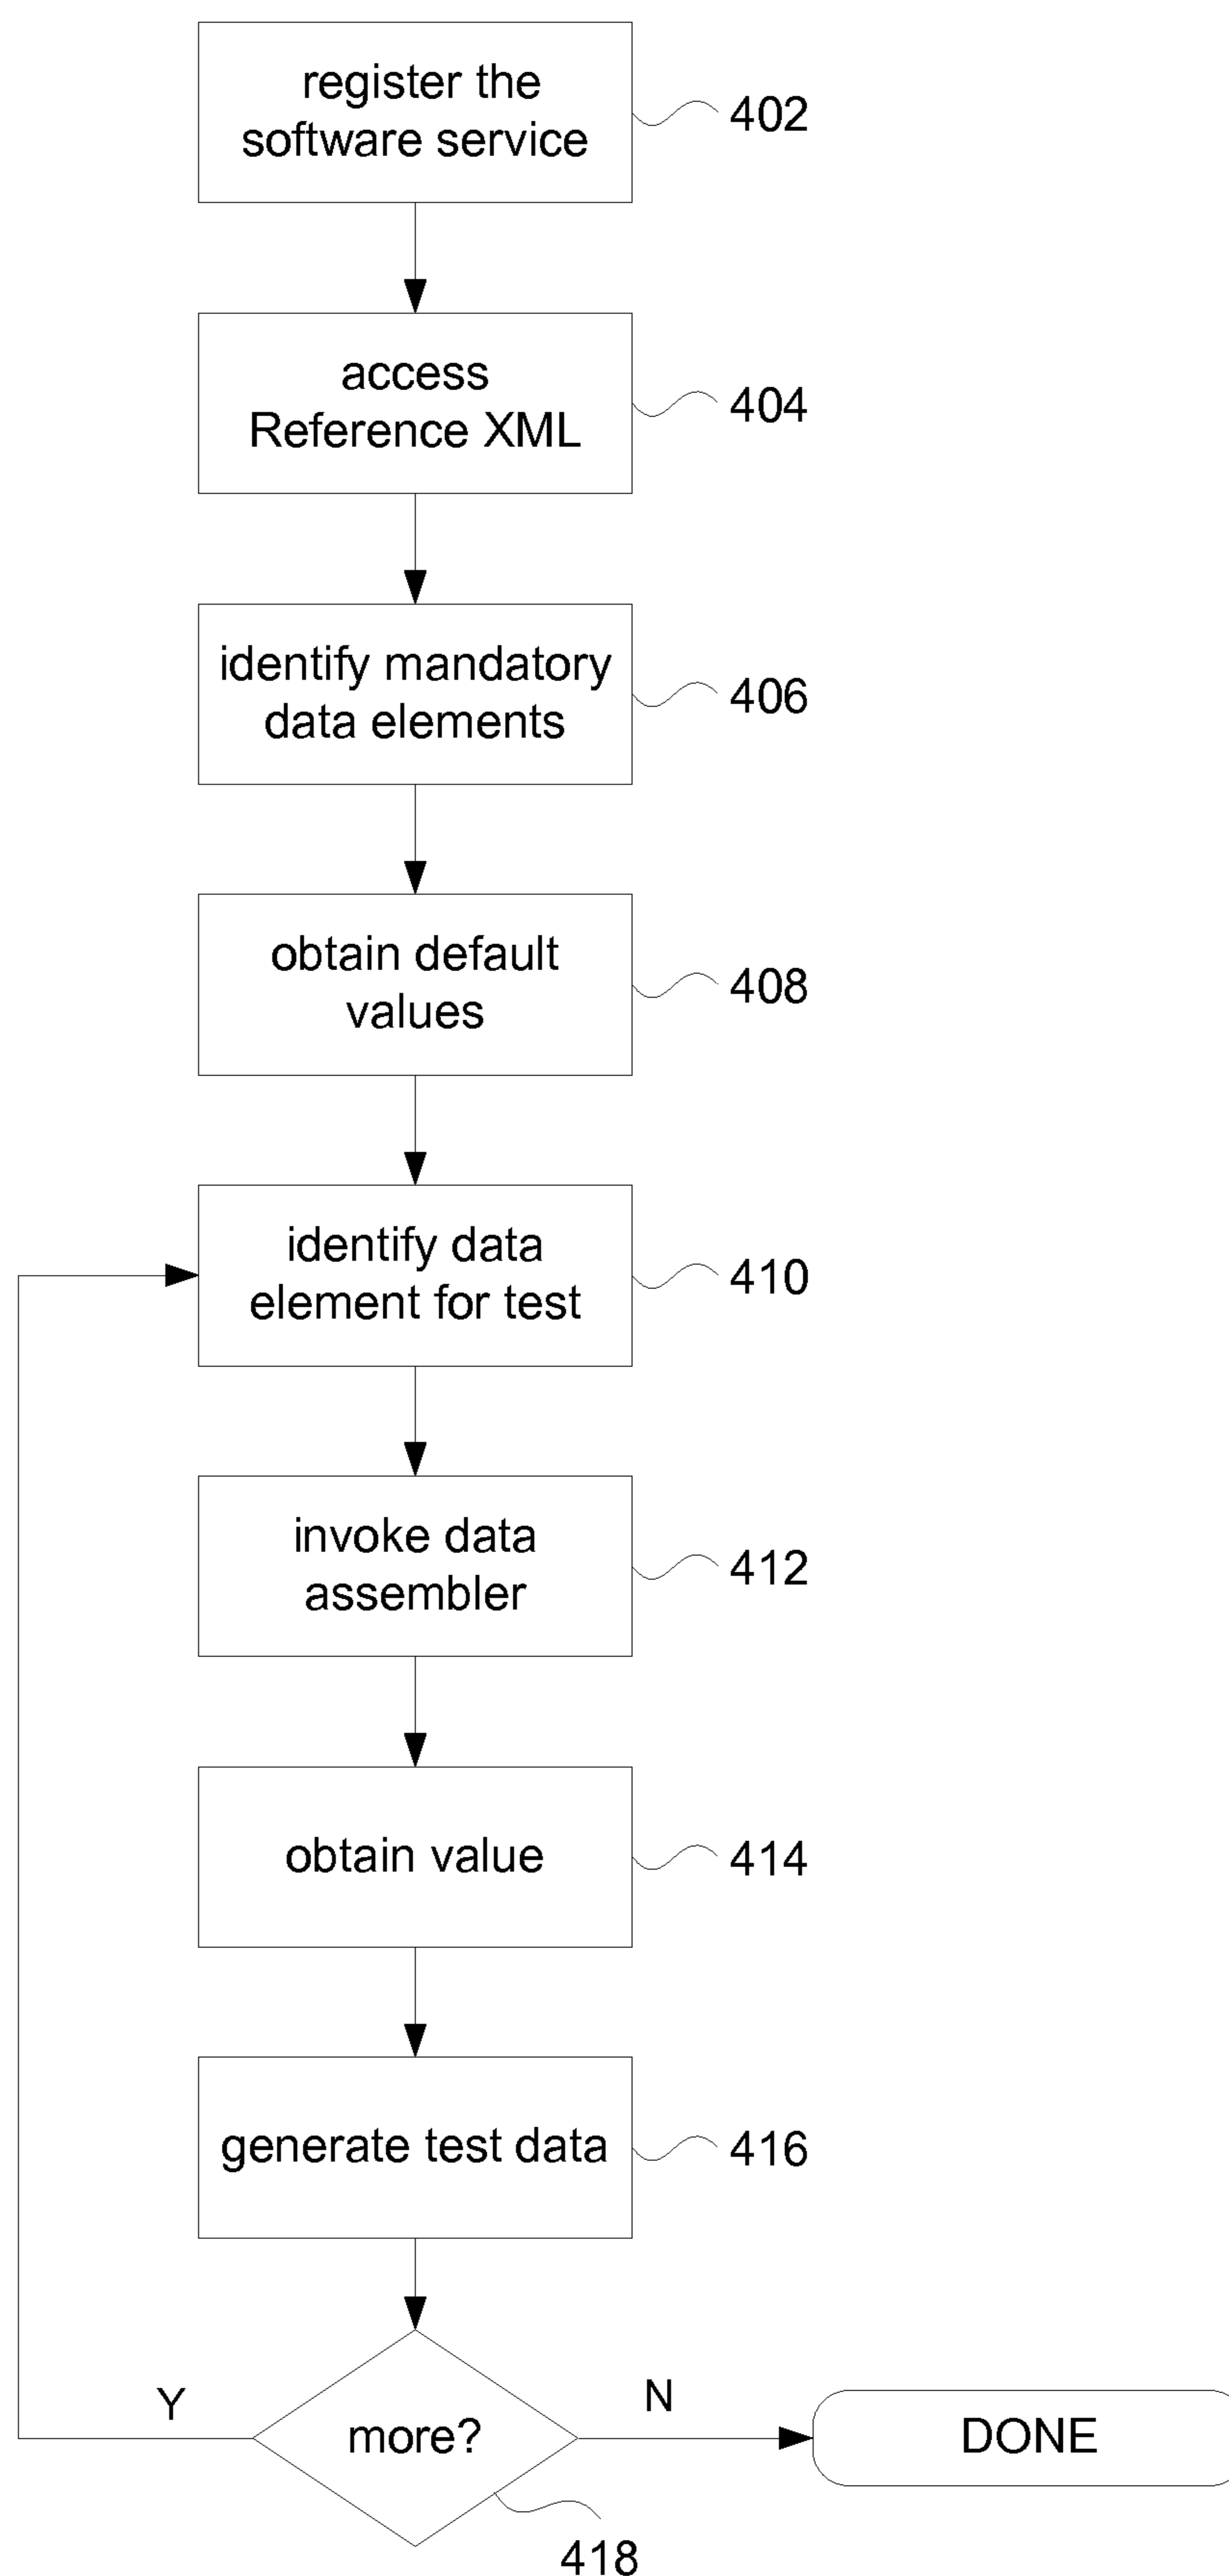 register the
software service
402
access
Reference XML
404
identify mandatory
data elements
406
obtain default
values
408
identify data
element for test
410
invoke data
assembler
412
obtain value
414
generate test data
416
Y
more?
N
DONE
418